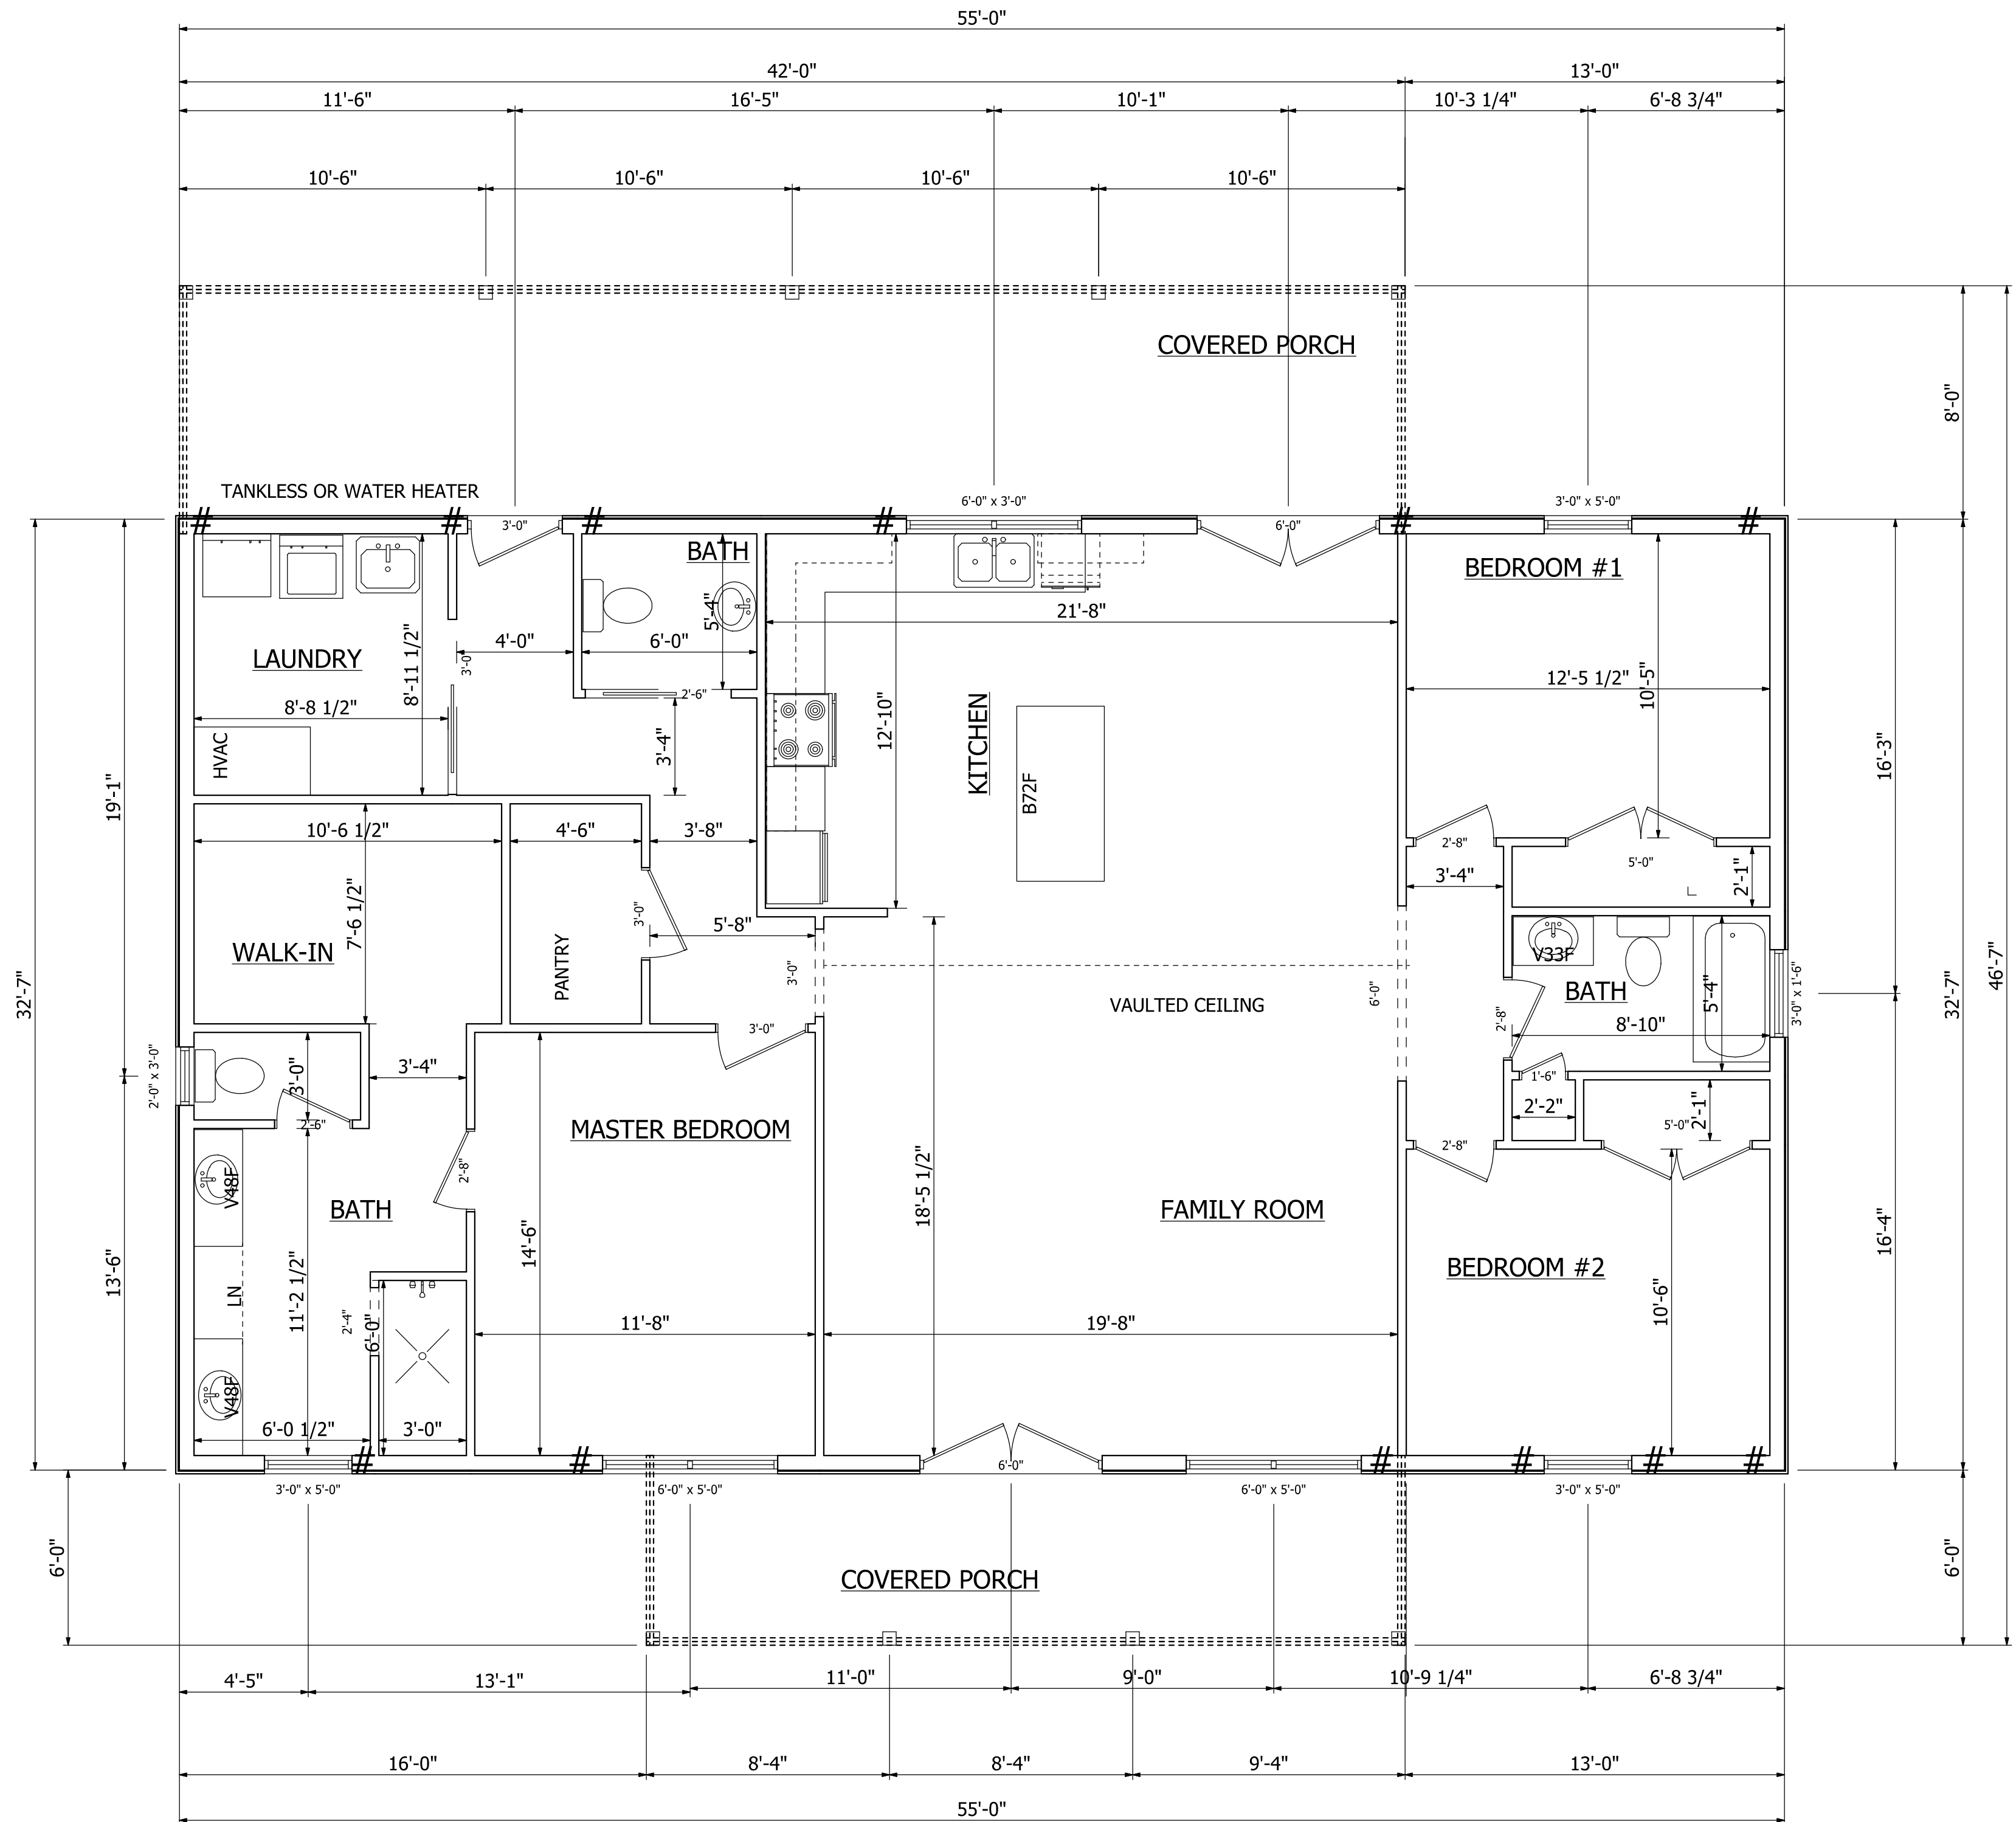 55'-0"
42'-0"
13'-0"
11'-6"
16'-5"
10'-1"
10'-3 1/4"
6'-8 3/4"
10'-6"
10'-6"
10'-6"
10'-6"
COVERED PORCH
8'-0"
TANKLESS OR WATER HEATER
6'-0" x 3'-0"
3'-0" x 5'-0"
3'-0"
6'-0"
BATH
BEDROOM #1
5'-4"
21'-8"
4'-0"
6'-0"
LAUNDRY
8'-11 1/2"
3'-0"
12'-5 1/2"
10'-5"
2'-6"
8'-8 1/2"
12'-10"
KITCHEN
3'-4"
HVAC
B72F
16'-3"
19'-1"
10'-6 1/2"
4'-6"
3'-8"
2'-8"
5'-0"
3'-4"
2'-1"
7'-6 1/2"
3'-0"
5'-8"
WALK-IN
PANTRY
3'-0"
V33F
BATH
5'-4"
3'-0" x 1'-6"
32'-7"
32'-7"
46'-7"
VAULTED CEILING
6'-0"
2'-8"
8'-10"
3'-0"
2'-0" x 3'-0"
3'-0"
3'-4"
1'-6"
2'-2"
2'-1"
2'-6"
5'-0"
MASTER BEDROOM
2'-8"
2'-8"
V48F
BATH
18'-5 1/2"
FAMILY ROOM
14'-6"
16'-4"
13'-6"
BEDROOM #2
LN
11'-2 1/2"
2'-4"
6'-0"
11'-8"
19'-8"
10'-6"
V48F
6'-0 1/2"
3'-0"
6'-0"
3'-0" x 5'-0"
6'-0" x 5'-0"
6'-0" x 5'-0"
3'-0" x 5'-0"
6'-0"
6'-0"
COVERED PORCH
4'-5"
13'-1"
11'-0"
9'-0"
10'-9 1/4"
6'-8 3/4"
16'-0"
8'-4"
8'-4"
9'-4"
13'-0"
55'-0"